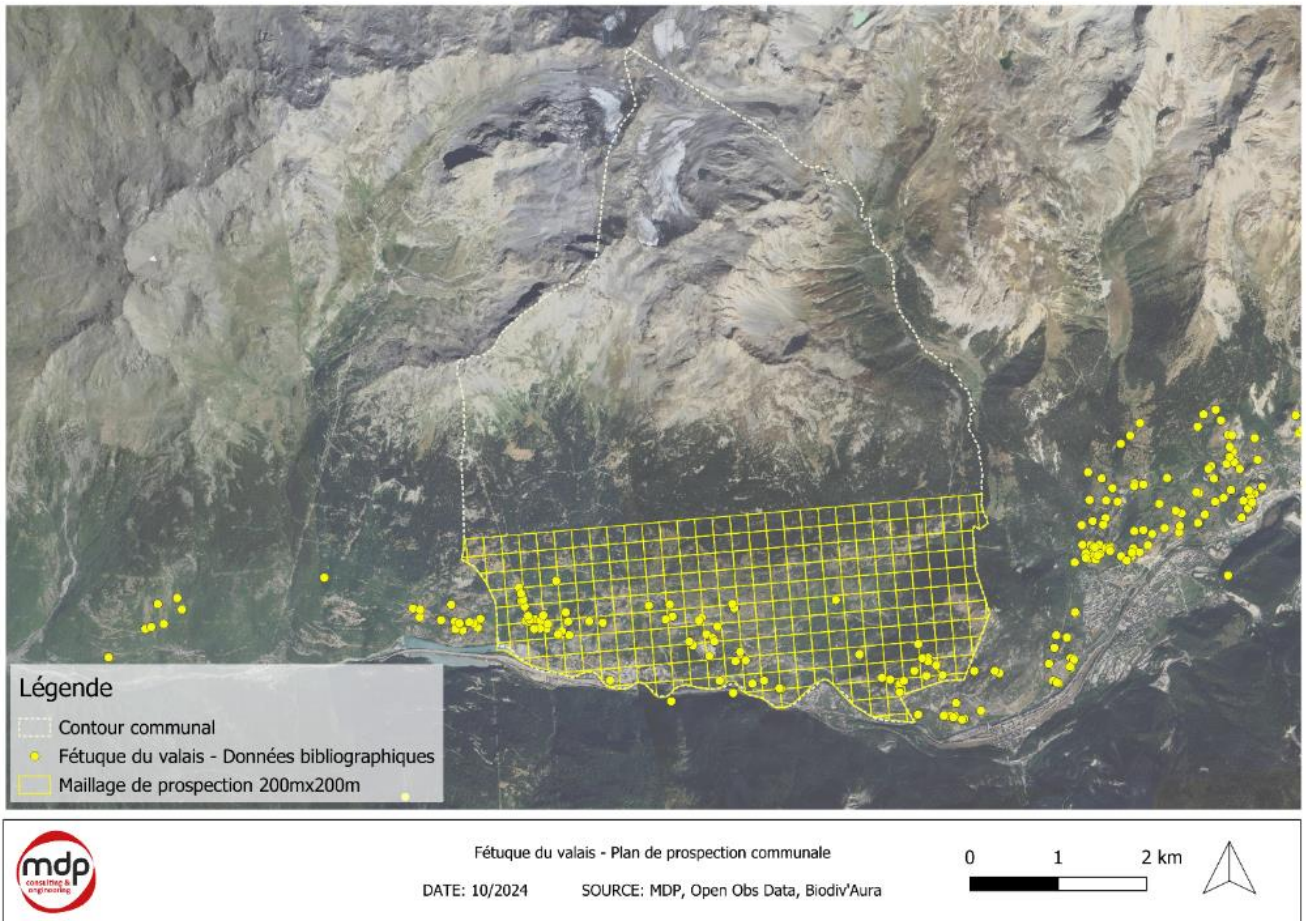 Légende
Contour communal
Fétuque du valais - Données bibliographiques
Maillage de prospection 200mx200m
mdp
consulting &
engineering
Fétuque du valais - Plan de prospection communale
DATE: 10/2024 SOURCE: MDP, Open Obs Data, Biodiv'Aura
0 1 2 km